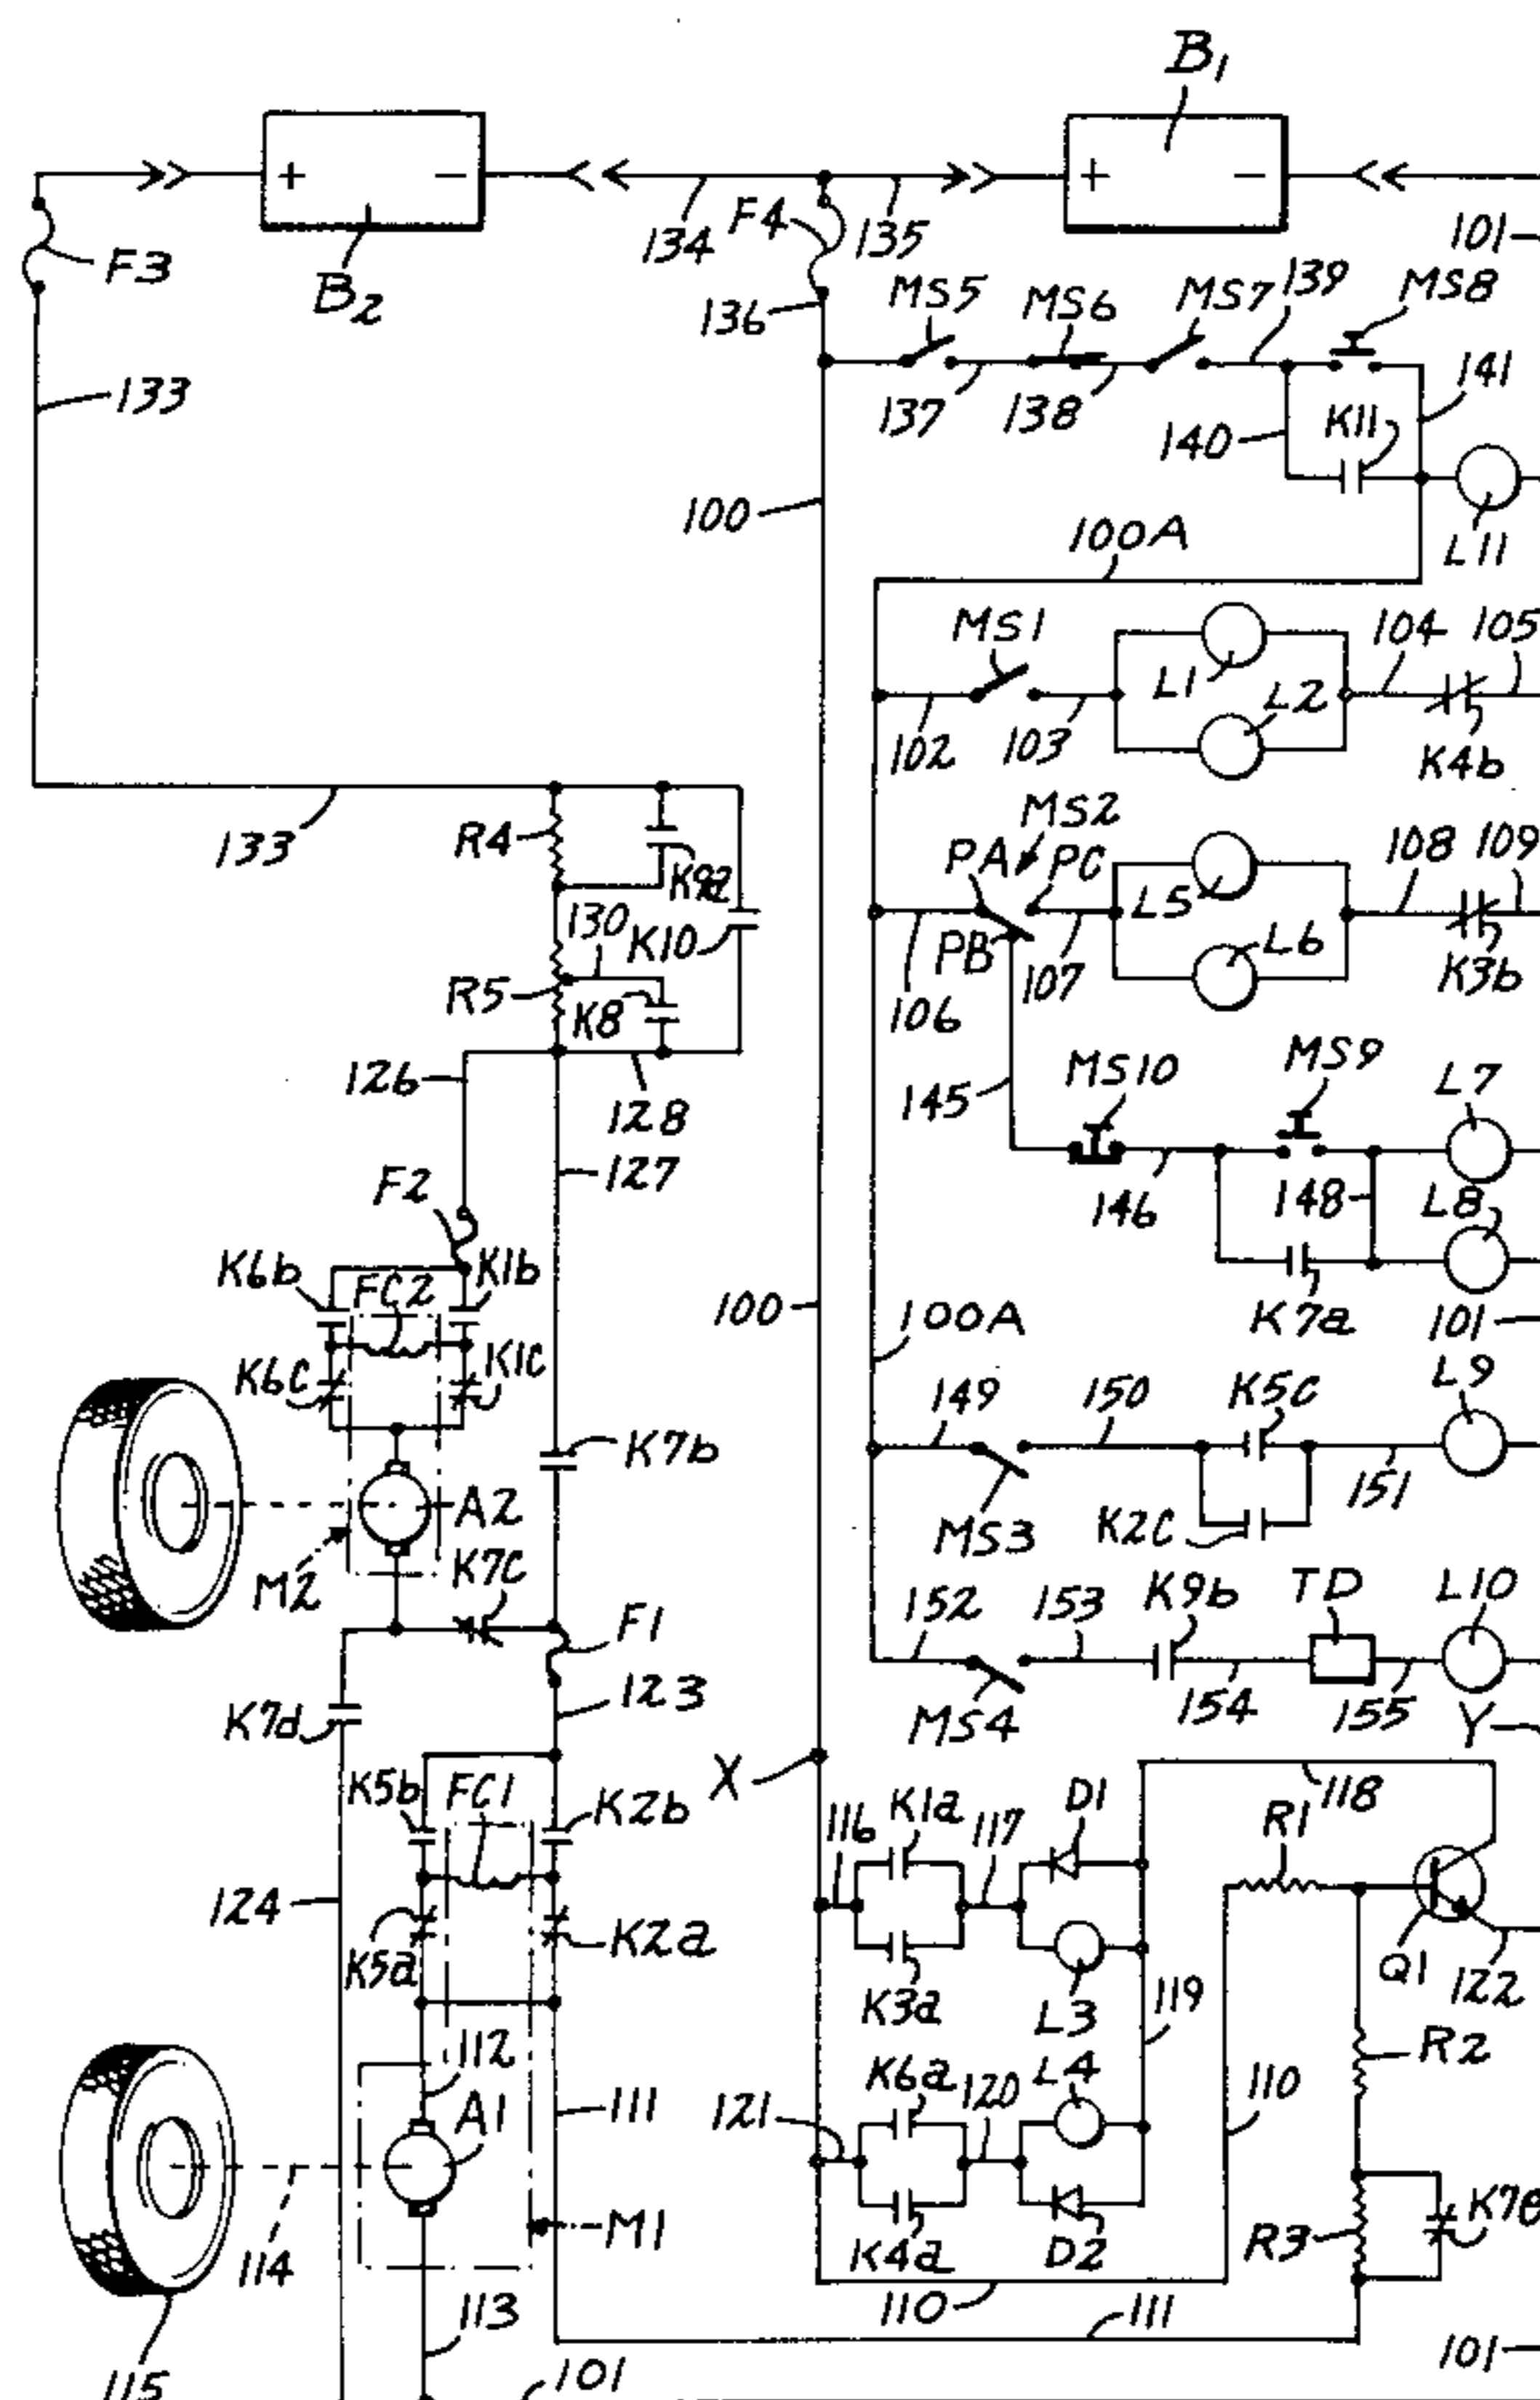 B1
+ - + -
F3
B2
134 F4 135
101
136 MS5 MS6 MS7 139 MS8
133
137 138 140 K11 141
100
L11
100A
MS1 L1 L2 104 105
102 103 K4b
133 R4 K9a
MS2
PA PC L5 108 109
130 K10
PB L6 K3b
R5 K8
106 107
126 128
145 MS10 MS9 L7
127
F2
146 148 L8
K6b FC2 K1b
100 100A K7a 101
K6C K1C
149 150 K5C L9
K7b
A2
MS3 K2C 151
M2 K7C
152 153 K9b TD L10
F1
123
K7d
MS4 154 155 Y
X
K5b FC1 K2b
116 K1a 117 D1 118 R1
124
K5a K2a
K3a L3 119 Q1 122
112
K6a 120 L4 R2
A1 111 121 110
M1
K4a D2 R3 K7e
114
113 110 111
115 101 101